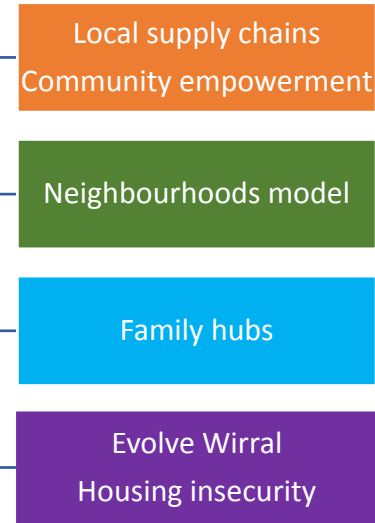 Local supply chains
Community empowerment
Neighbourhoods model
Family hubs
Evolve Wirral
Housing insecurity